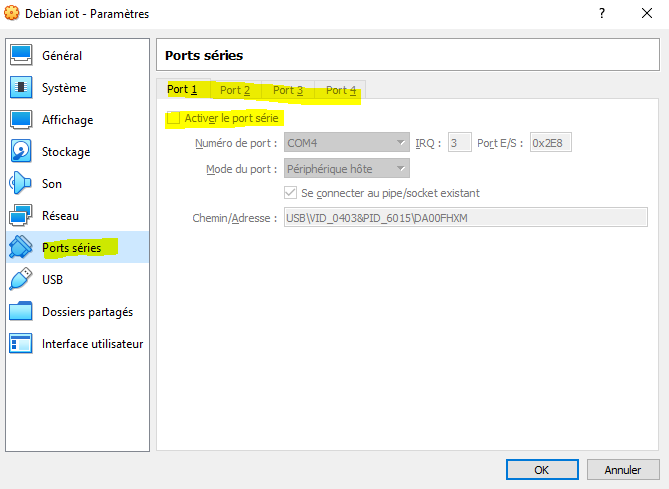 Debian iot - Paramètres ? ×
Général
Système
Affichage
Stockage
Son
Réseau
Ports séries
USB
Dossiers partagés
Interface utilisateur
Ports séries
Port 1 Port 2 Port 3 Port 4
Activer le port série
Numéro de port : COM4 IRQ : 3 Port E/S : 0x2E8
Mode du port : Périphérique hôte
Se connecter au pipe/socket existant
Chemin/Adresse : USB\VID_0403&PID_6015\DA00FHXM
OK Annuler